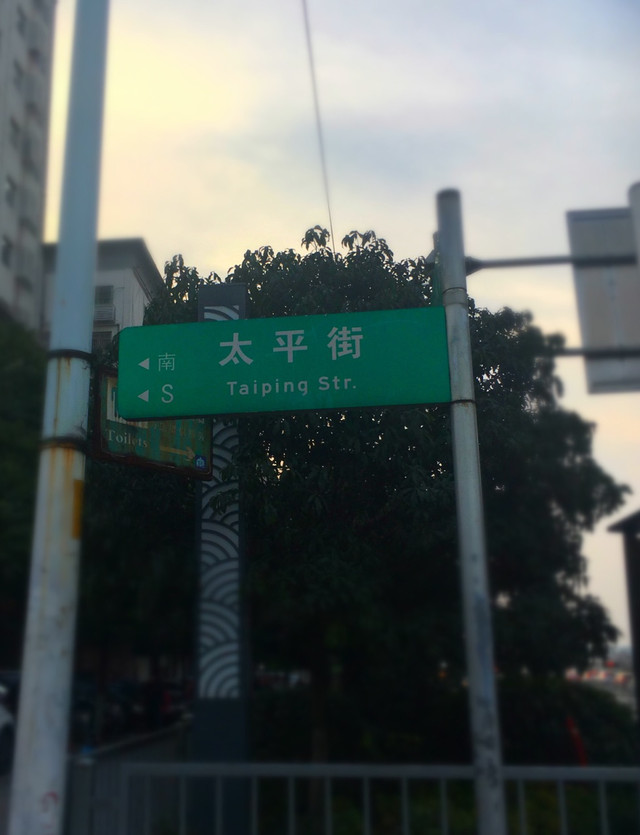 ◀ 南 太平街
◀ S Taiping Str.
Toilets